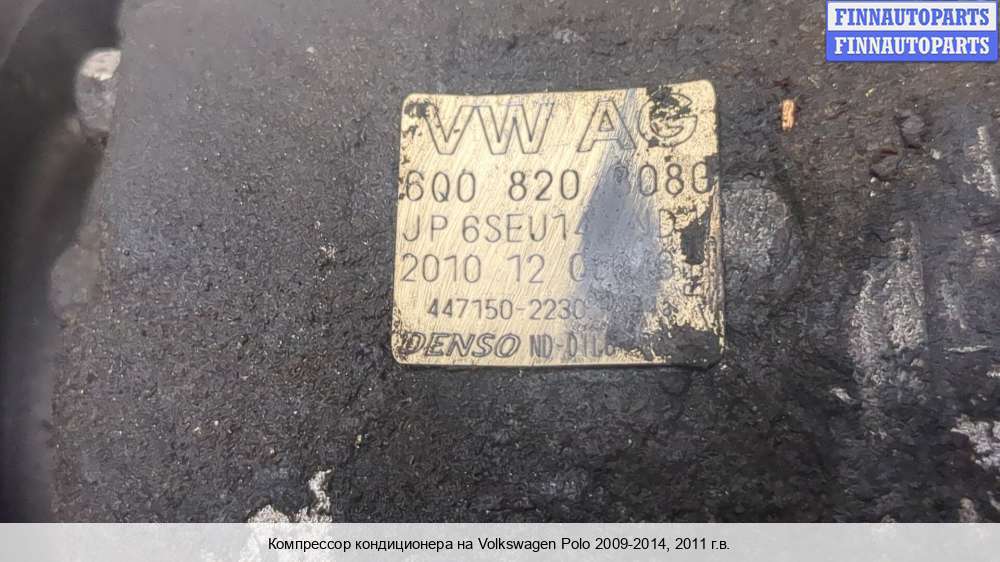 FINNAUTOPARTS
FINNAUTOPARTS
VW AG
6Q0 820
JP 6SEU14
2010 12
447150-2230
DENSO
Компрессор кондиционера на Volkswagen Polo 2009-2014, 2011 г.в.